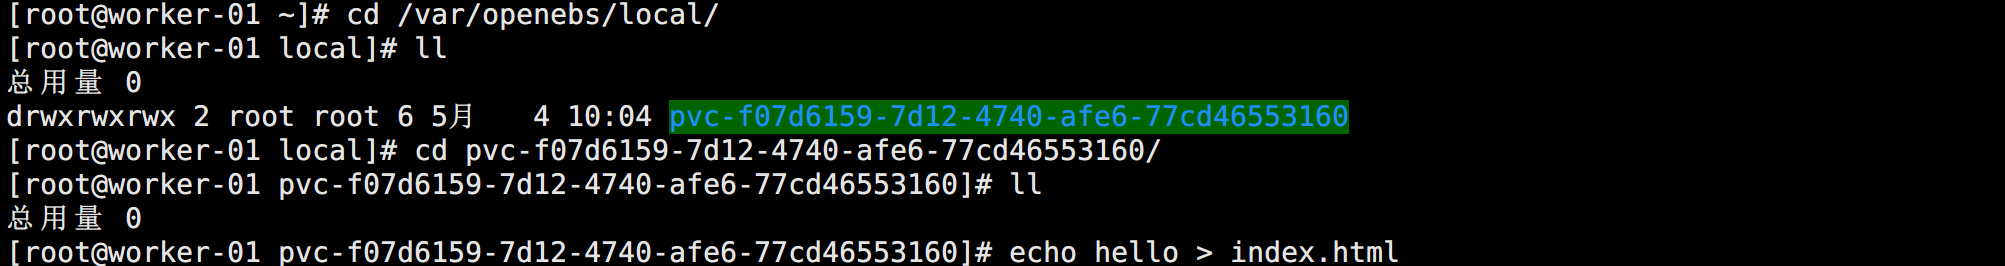 [root@worker-01 ~]# cd /var/openebs/local/
[root@worker-01 local]# ll
总用量 0
drwxrwxrwx 2 root root 6 5月   4 10:04 pvc-f07d6159-7d12-4740-afe6-77cd46553160
[root@worker-01 local]# cd pvc-f07d6159-7d12-4740-afe6-77cd46553160/
[root@worker-01 pvc-f07d6159-7d12-4740-afe6-77cd46553160]# ll
总用量 0
[root@worker-01 pvc-f07d6159-7d12-4740-afe6-77cd46553160]# echo hello > index.html